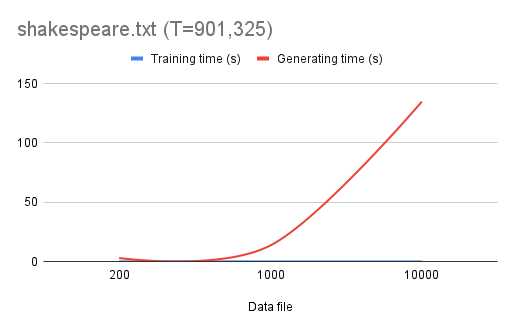 shakespeare.txt (T=901,325)
Training time (s) Generating time (s)
150
100
50
0
200 1000 10000
Data file